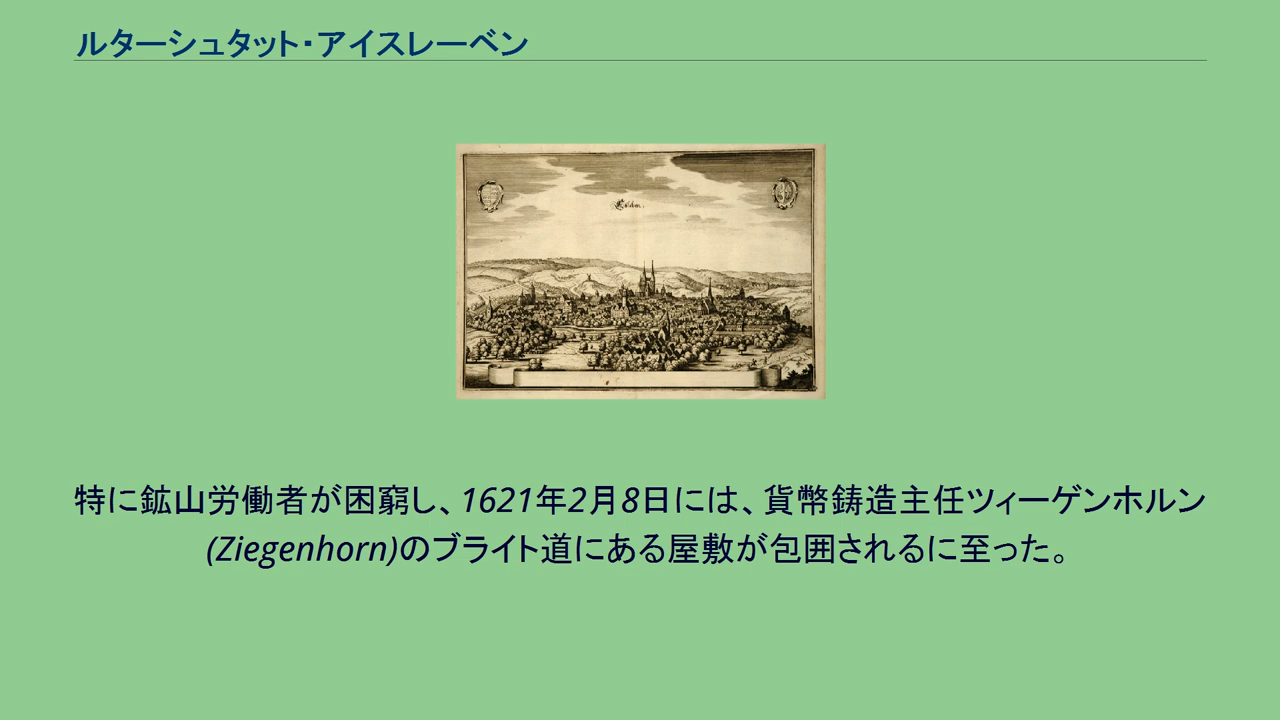 ルターシュタット・アイスレーベン
特に鉱山労働者が困窮し、1621年2月8日には、貨幣鋳造主任ツィーゲンホルン
(Ziegenhorn)のブライト道にある屋敷が包囲されるに至った。